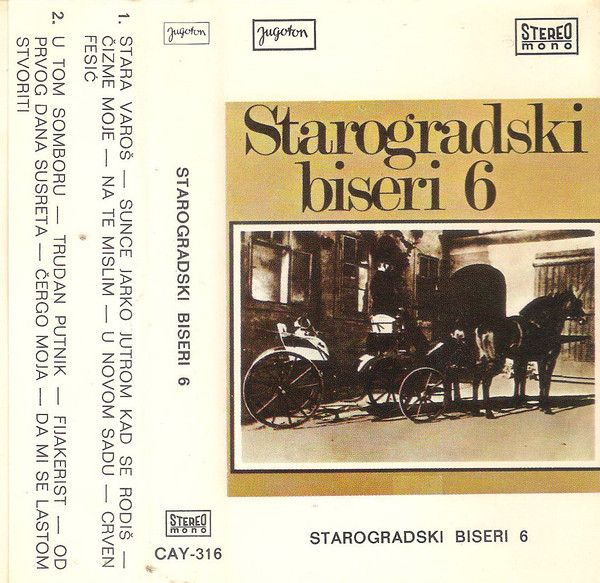 1. STARA VAROŠ — SUNCE JARKO JUTROM KAD SE RODIŠ —
ČIZME MOJE — NA TE MISLIM — U NOVOM SADU — CRVEN
FESIĆ
2. U TOM SOMBORU — TRUDAN PUTNIK — FIJAKERIST — OD
PRVOG DANA SUSRETA — ČERGO MOJA — DA MI SE LASTOM
STVORITI
Jugoton
STAROGRADSKI BISERI 6
STEREO
mono
CAY-316
Jugoton
STEREO
mono
Starogradski
biseri 6
STAROGRADSKI BISERI 6